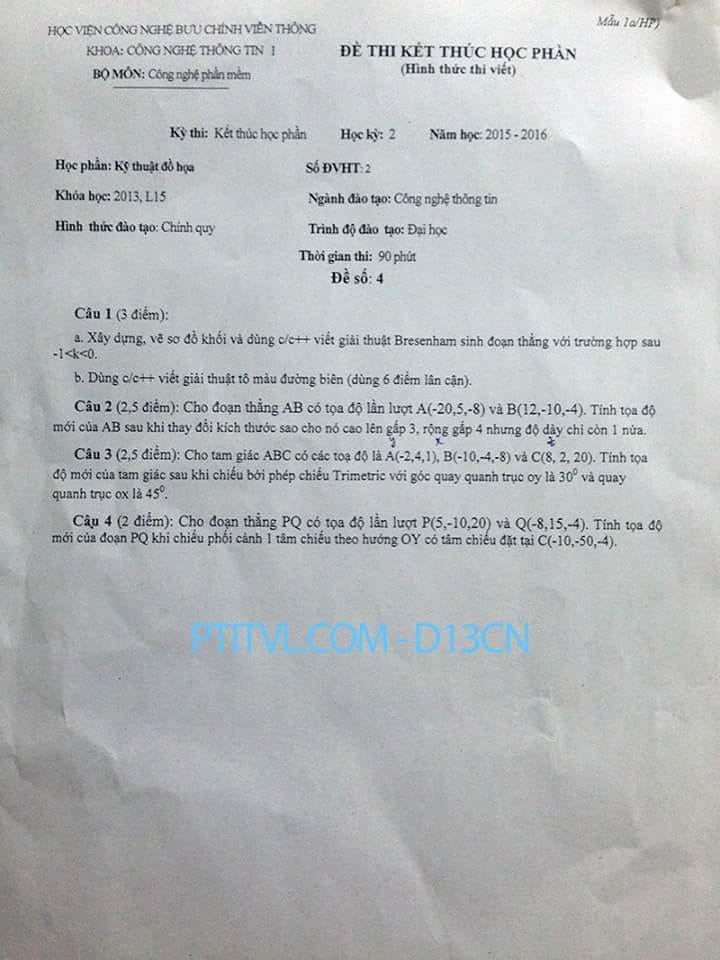 Mẫu 1a/HP)
HỌC VIỆN CÔNG NGHỆ BƯU CHÍNH VIỄN THÔNG
KHOA: CÔNG NGHỆ THÔNG TIN I
BỘ MÔN: Công nghệ phần mềm
ĐỀ THI KẾT THÚC HỌC PHẦN
(Hình thức thi viết)
Kỳ thi: Kết thúc học phần Học kỳ: 2 Năm học: 2015 - 2016
Học phần: Kỹ thuật đồ họa Số ĐVHT: 2
Khóa học: 2013, L15 Ngành đào tạo: Công nghệ thông tin
Hình thức đào tạo: Chính quy Trình độ đào tạo: Đại học
Thời gian thi: 90 phút
Đề số: 4
Câu 1 (3 điểm):
a. Xây dựng, vẽ sơ đồ khối và dùng c/c++ viết giải thuật Bresenham sinh đoạn thẳng với trường hợp sau
-1<k<0.
b. Dùng c/c++ viết giải thuật tô màu đường biên (dùng 6 điểm lân cận).
Câu 2 (2,5 điểm): Cho đoạn thẳng AB có tọa độ lần lượt A(-20,5,-8) và B(12,-10,-4). Tính tọa độ
mới của AB sau khi thay đổi kích thước sao cho nó cao lên gấp 3, rộng gấp 4 nhưng độ dày chỉ còn 1 nửa.
y x z
Câu 3 (2,5 điểm): Cho tam giác ABC có các toạ độ là A(-2,4,1), B(-10,-4,-8) và C(8, 2, 20). Tính tọa
độ mới của tam giác sau khi chiếu bởi phép chiếu Trimetric với góc quay quanh trục oy là 30⁰ và quay
quanh trục ox là 45⁰.
Câu 4 (2 điểm): Cho đoạn thẳng PQ có tọa độ lần lượt P(5,-10,20) và Q(-8,15,-4). Tính tọa độ
mới của đoạn PQ khi chiếu phối cảnh 1 tâm chiếu theo hướng OY có tâm chiếu đặt tại C(-10,-50,-4).
PTITVL.COM - D13CN